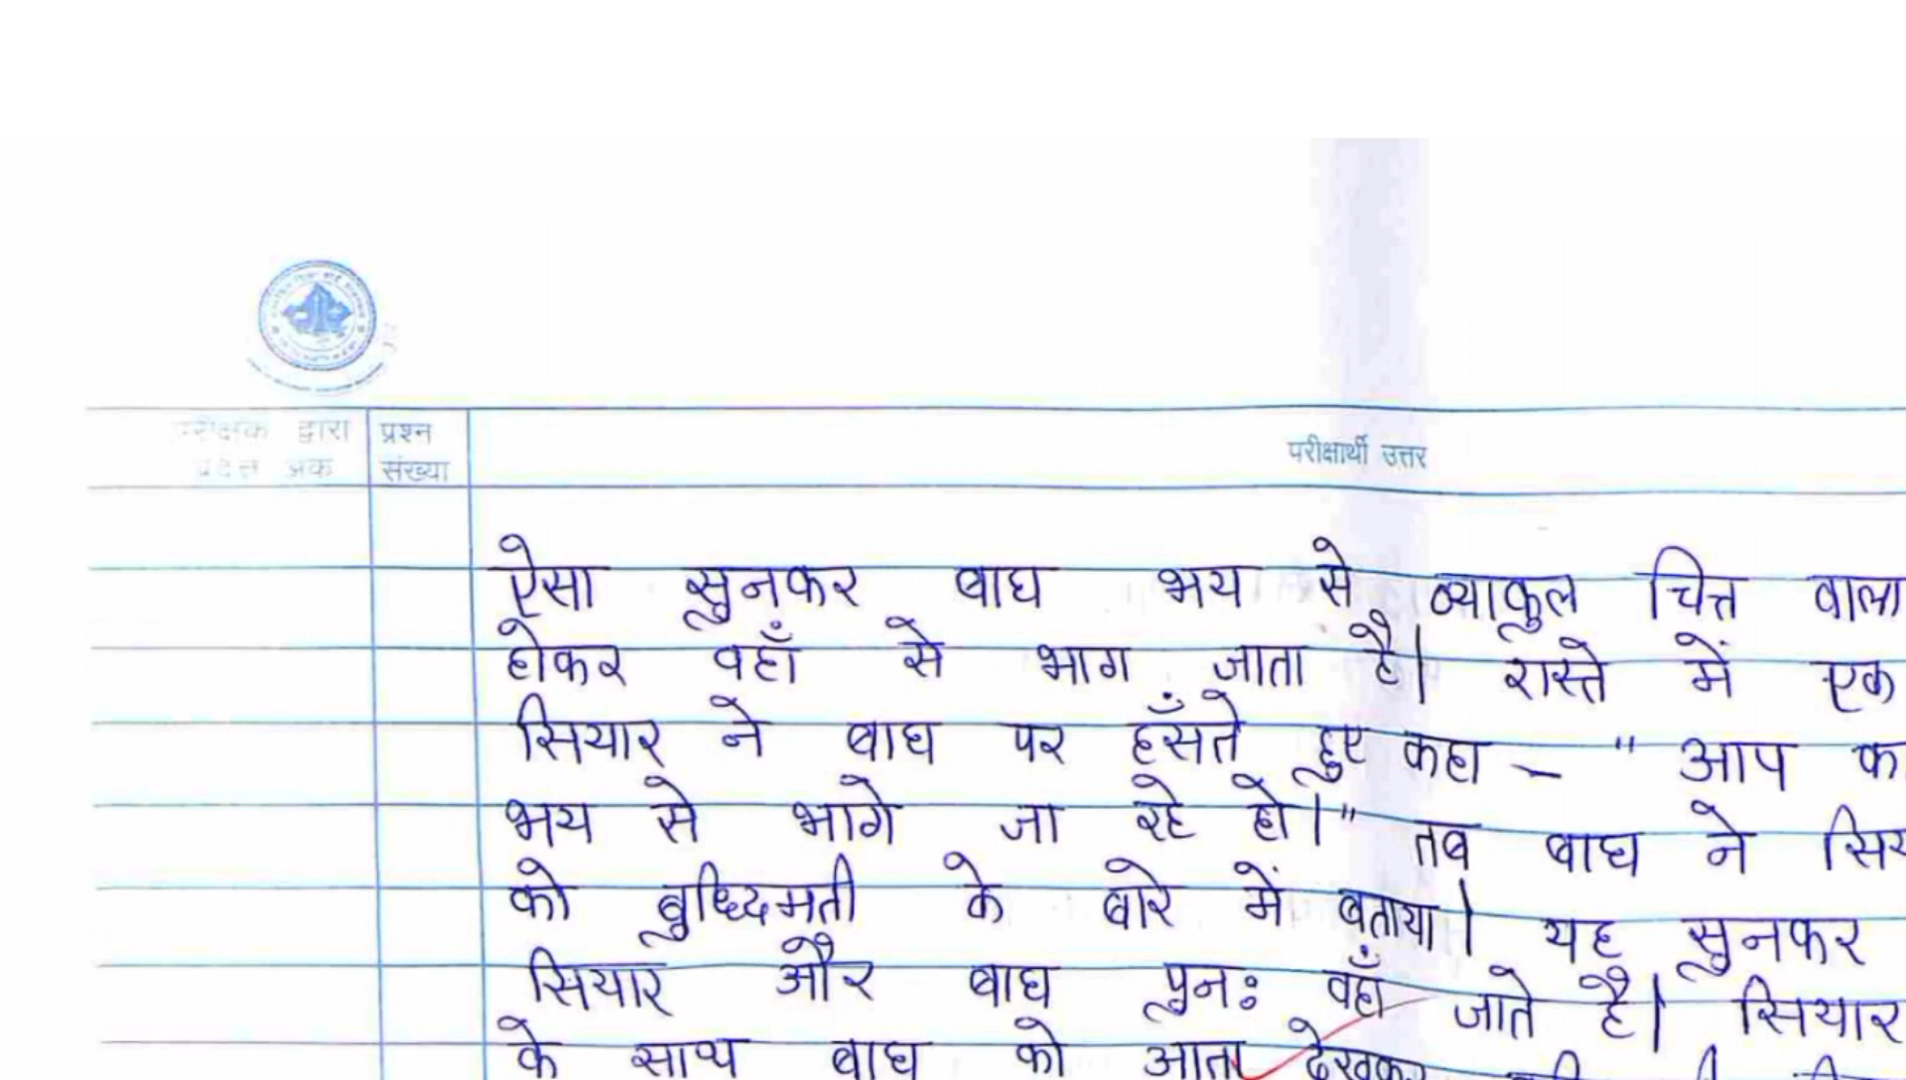 परीक्षक द्वारा
प्रदत्त अंक
प्रश्न
संख्या
परीक्षार्थी उत्तर
ऐसा सुनकर बाघ भय से व्याकुल चित्त वाला
होकर वहाँ से भाग जाता है। रास्ते में एक
सियार ने बाघ पर हँसते हुए कहा - " आप
भय से भागे जा रहे हो।" तब बाघ ने
को बुध्दिमती के बारे में बताया। यह सुनकर
सियार और बाघ पुनः वहाँ जाते है। सियार
के साथ बाघ को आता देखकर